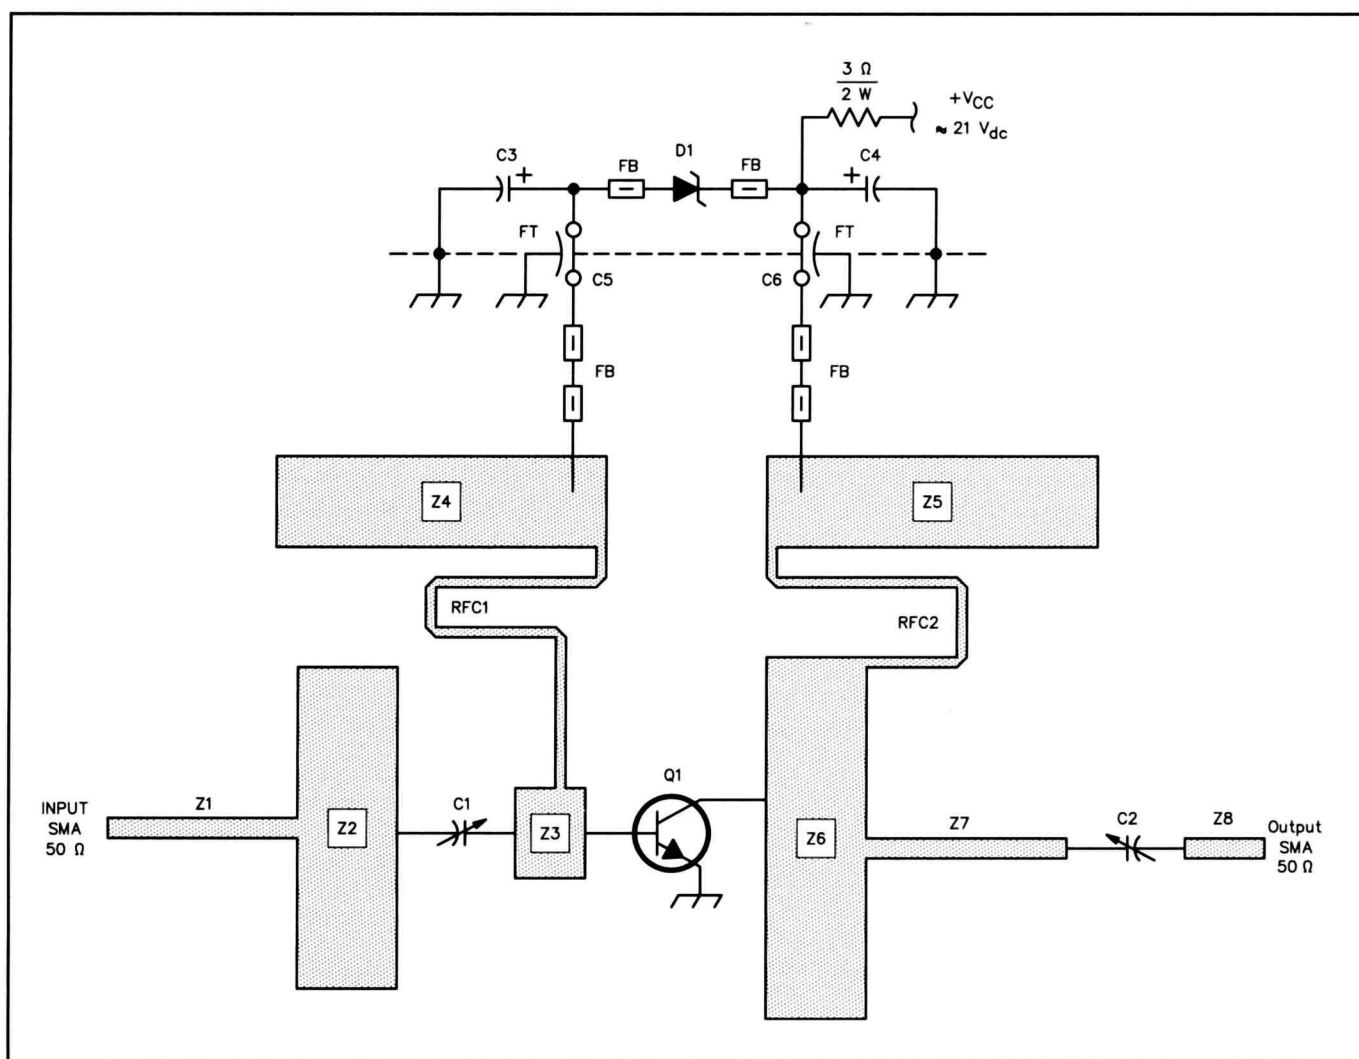 3 Ω
2 W
+VCC
≈ 21 Vdc
C3
+
FB
D1
FB
+
C4
FT
FT
C5
C6
FB
FB
Z4
Z5
RFC1
RFC2
Q1
INPUT
SMA
50 Ω
Z1
Z2
C1
Z3
Z6
Z7
C2
Z8
Output
SMA
50 Ω